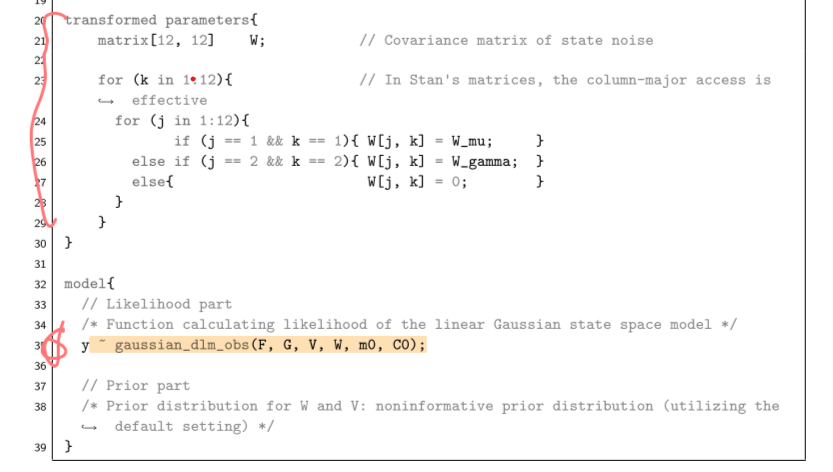 19
20 transformed parameters{
21 matrix[12, 12] W; // Covariance matrix of state noise
22
23 for (k in 1:12){ // In Stan's matrices, the column-major access is
↪ effective
24 for (j in 1:12){
25 if (j == 1 && k == 1){ W[j, k] = W_mu; }
26 else if (j == 2 && k == 2){ W[j, k] = W_gamma; }
27 else{ W[j, k] = 0; }
28 }
29 }
30 }
31
32 model{
33 // Likelihood part
34 /* Function calculating likelihood of the linear Gaussian state space model */
35 y ~ gaussian_dlm_obs(F, G, V, W, m0, C0);
36
37 // Prior part
38 /* Prior distribution for W and V: noninformative prior distribution (utilizing the
↪ default setting) */
39 }